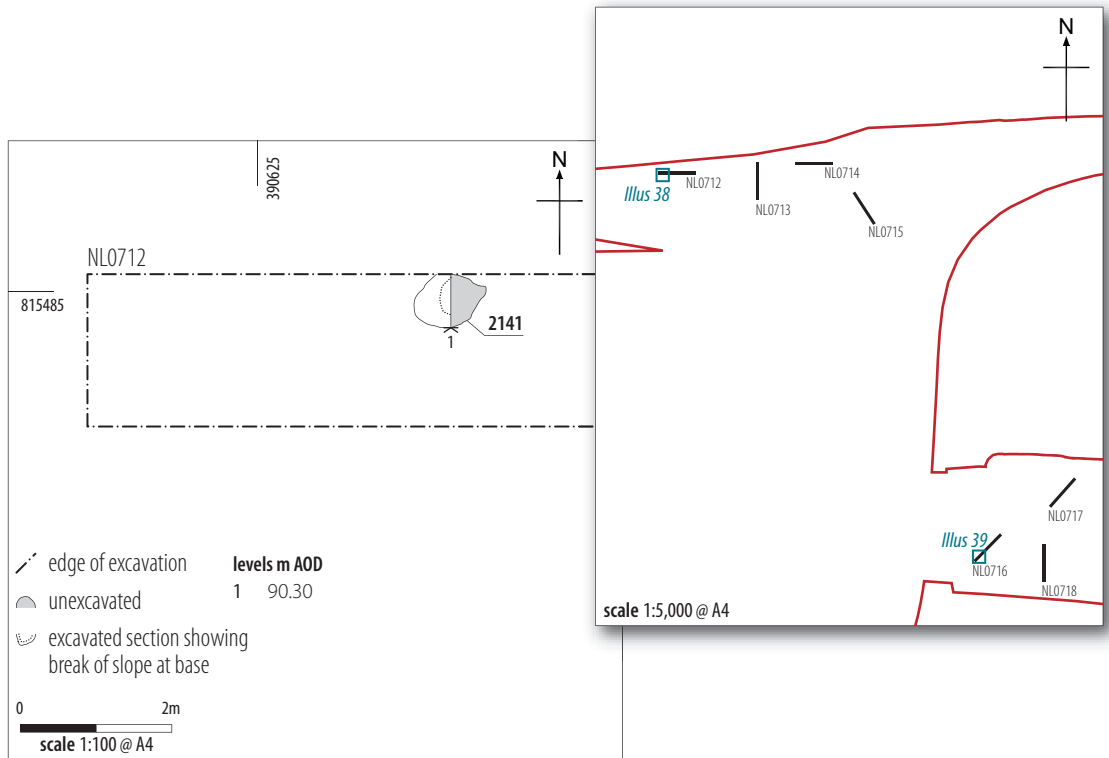 390625
N
NL0712
815485
2141
1
edge of excavation
unexcavated
excavated section showing
break of slope at base
levels m AOD
1 90.30
0 2m
scale 1:100 @ A4
N
NL0712
Illus 38
NL0713
NL0714
NL0715
NL0717
Illus 39
NL0716
NL0718
scale 1:5,000 @ A4